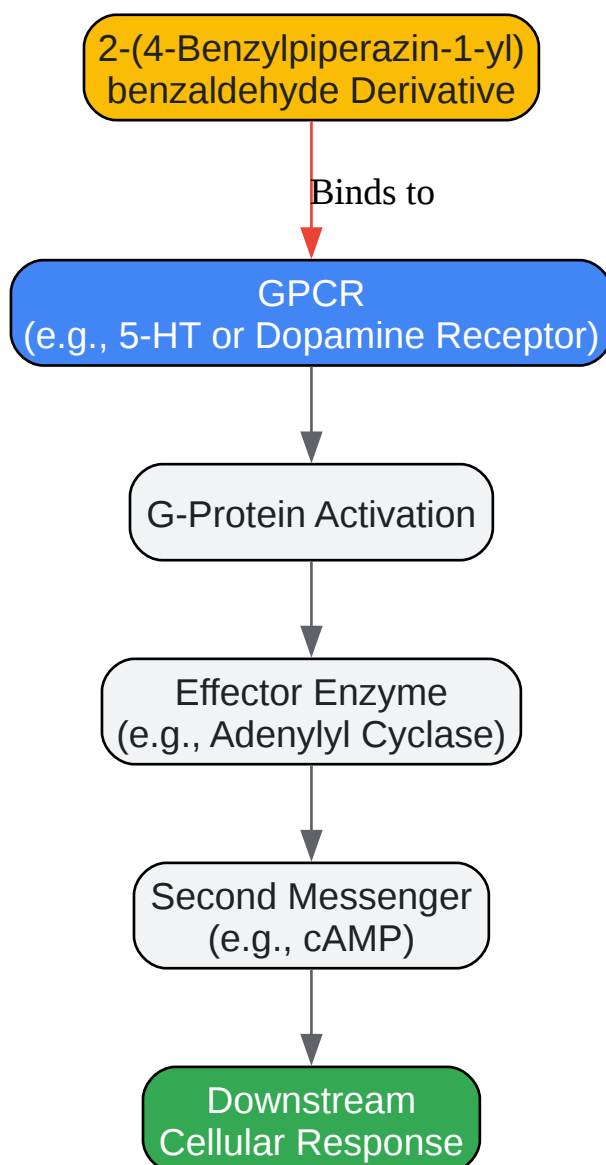 2-(4-Benzylpiperazin-1-yl)
benzaldehyde Derivative
Binds to
GPCR
(e.g., 5-HT or Dopamine Receptor)
G-Protein Activation
Effector Enzyme
(e.g., Adenylyl Cyclase)
Second Messenger
(e.g., cAMP)
Downstream
Cellular Response